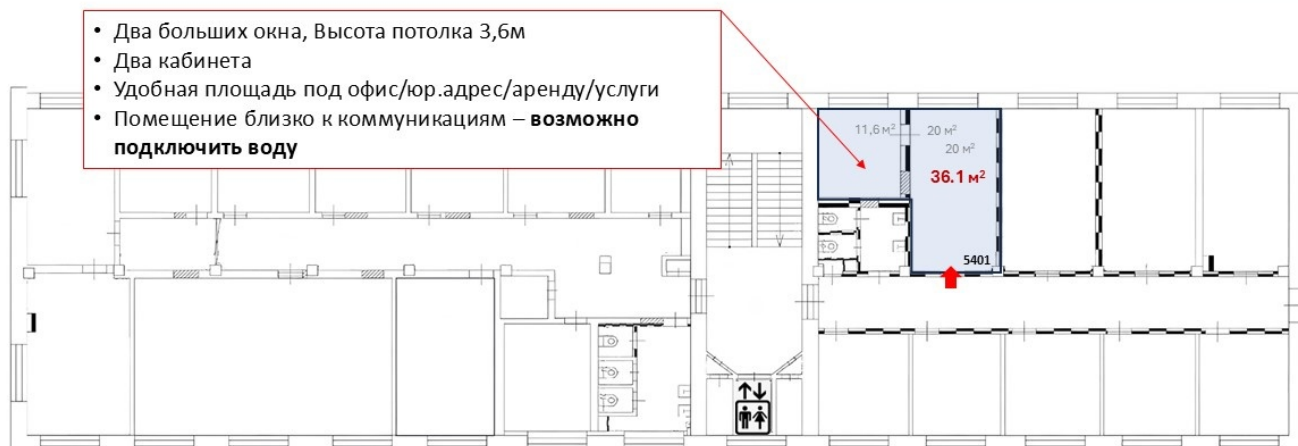 • Два больших окна, Высота потолка 3,6м
• Два кабинета
• Удобная площадь под офис/юр.адрес/аренду/услуги
• Помещение близко к коммуникациям – возможно
подключить воду
11,6 м²
20 м²
20 м²
36.1 м²
5401